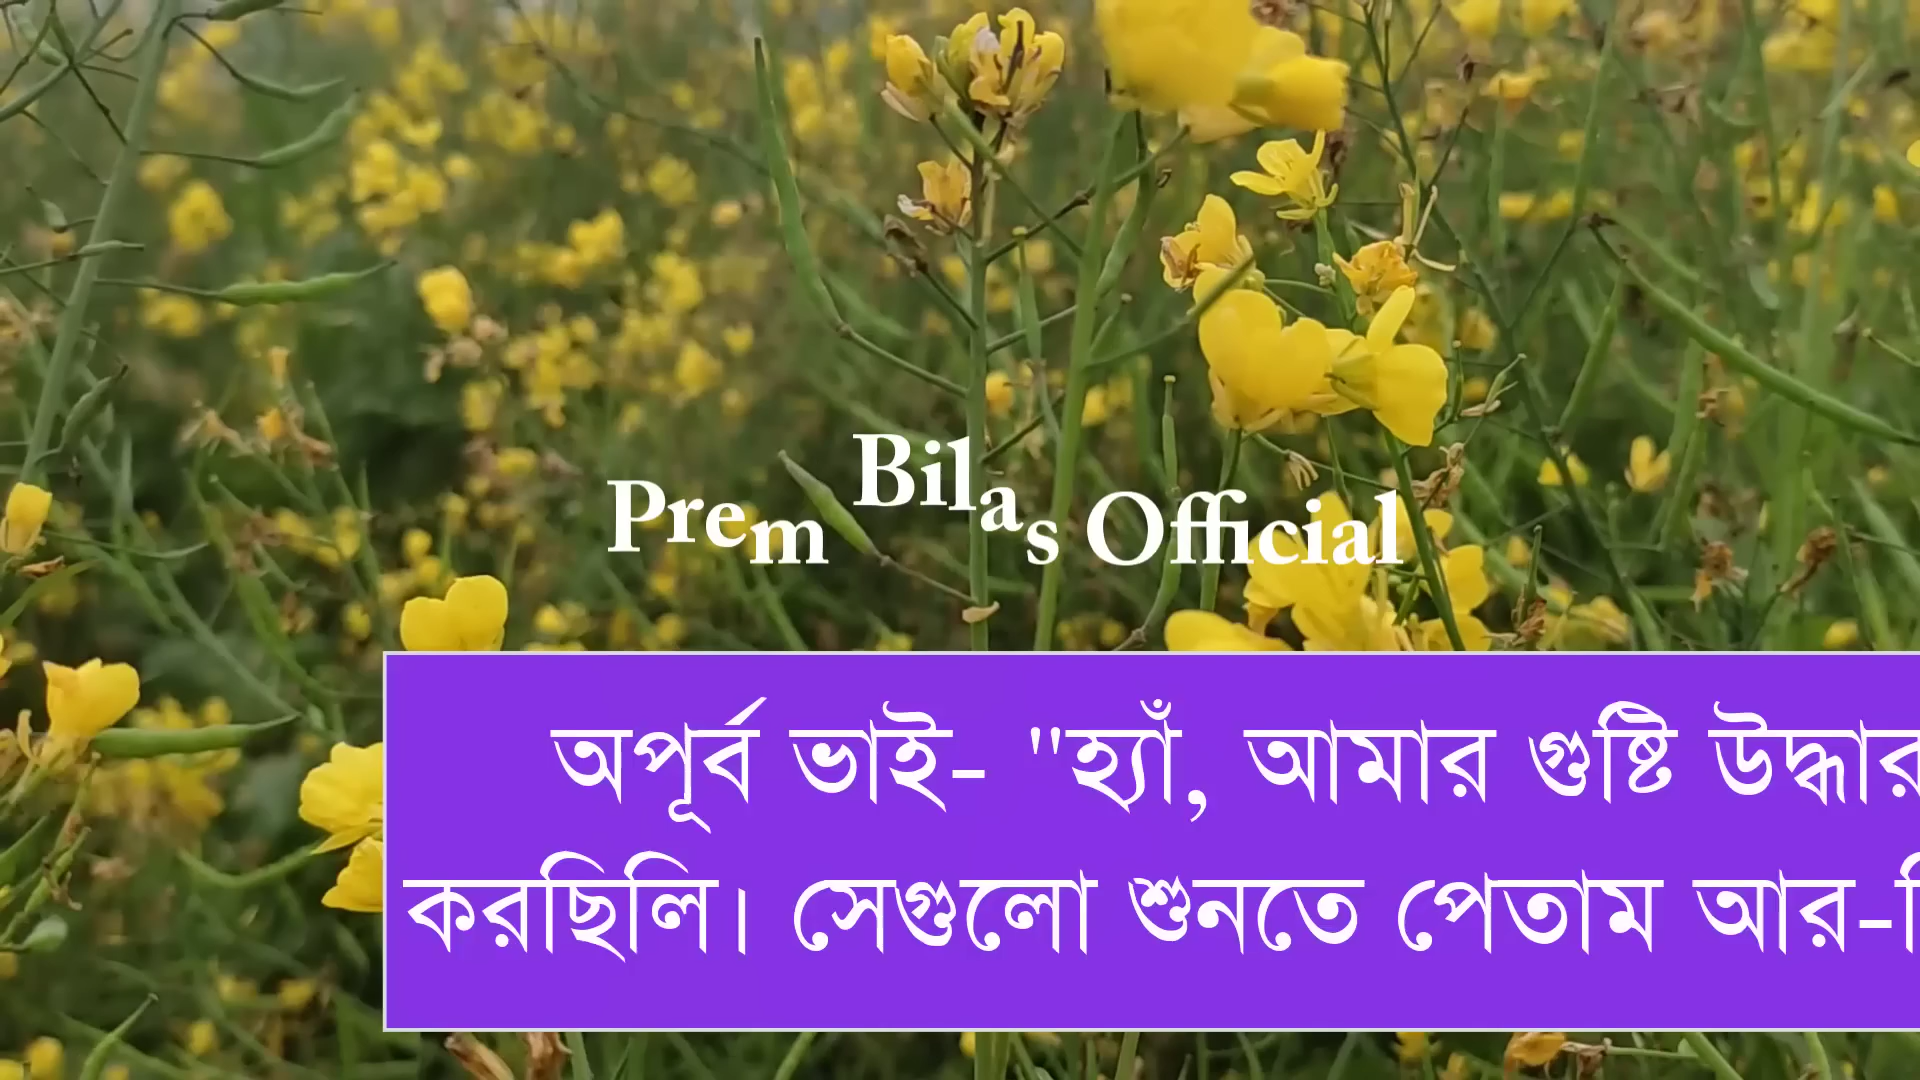 Prem Bilas Official
অপূর্ব ভাই- "হ্যাঁ, আমার গুষ্টি উদ্ধার
করছিলি। সেগুলো শুনতে পেতাম আর-